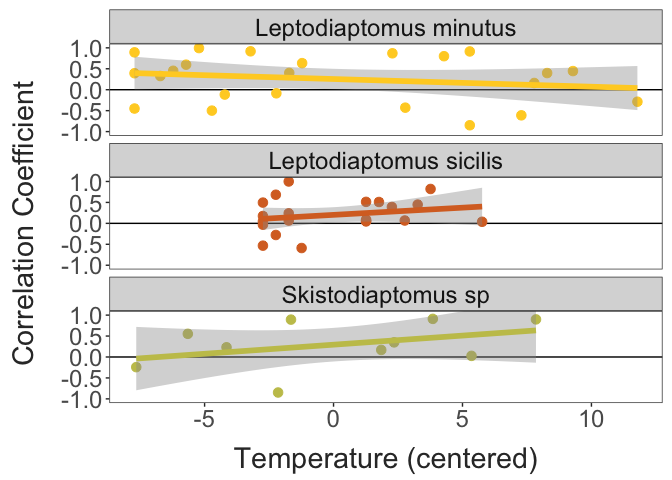 Leptodiaptomus minutus
1.0
0.5
0.0
-0.5
-1.0
Leptodiaptomus sicilis
1.0
0.5
0.0
-0.5
-1.0
Skistodiaptomus sp
1.0
0.5
0.0
-0.5
-1.0
Correlation Coefficient
-5 0 5 10
Temperature (centered)